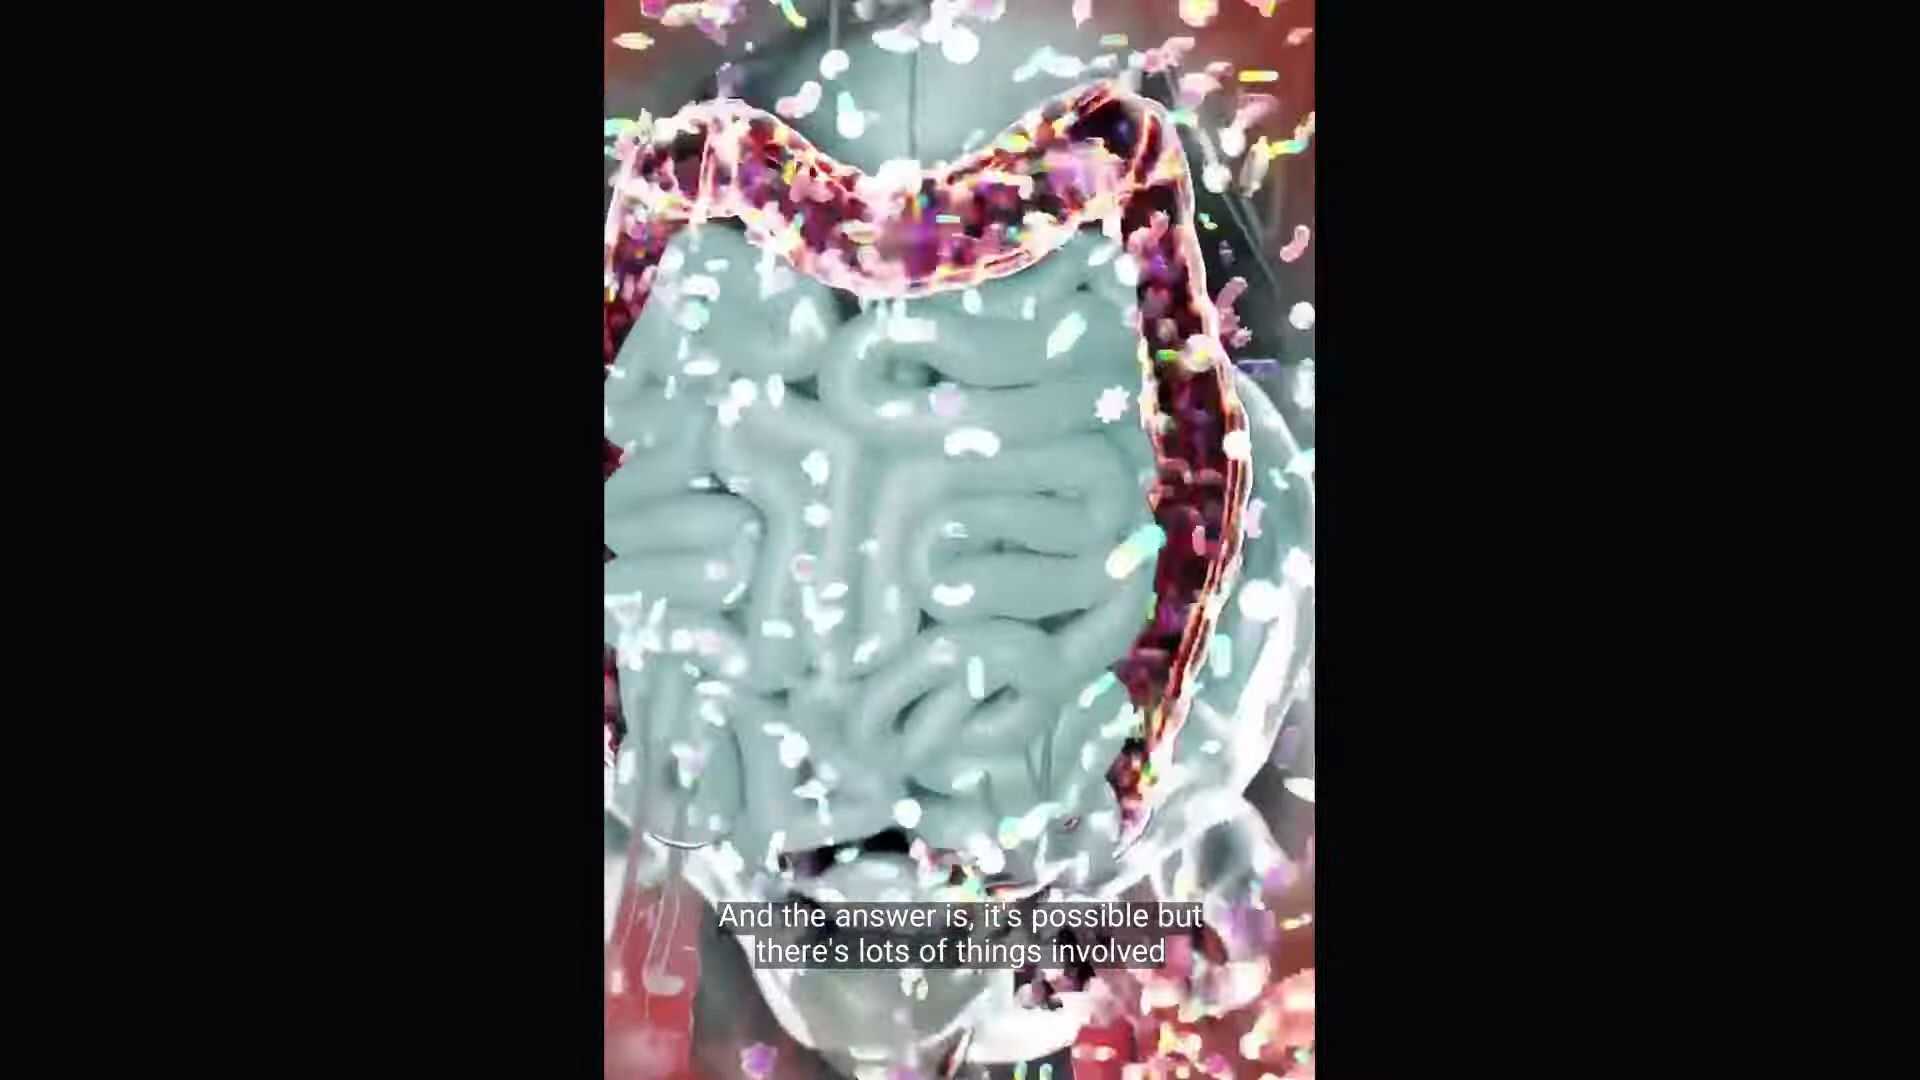 And the answer is, it's possible but
there's lots of things involved